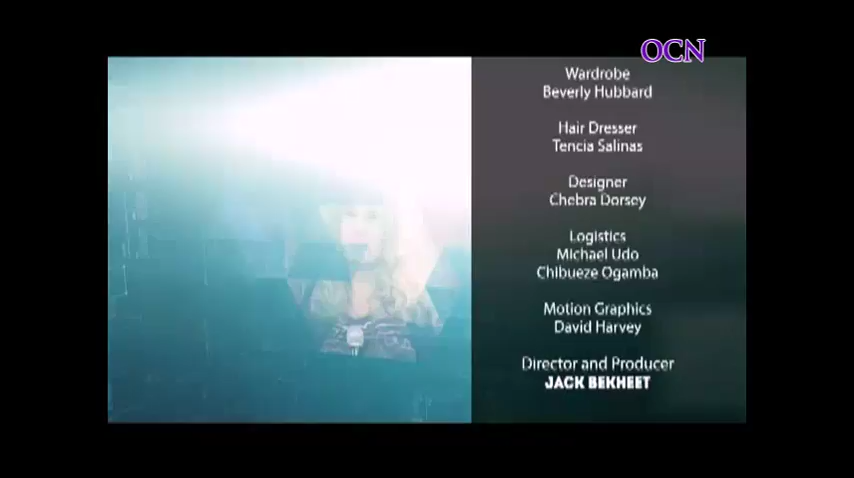 OCN
Wardrobe
Beverly Hubbard
Hair Dresser
Tencia Salinas
Designer
Chebra Dorsey
Logistics
Michael Udo
Chibueze Ogamba
Motion Graphics
David Harvey
Director and Producer
JACK BEKHEET